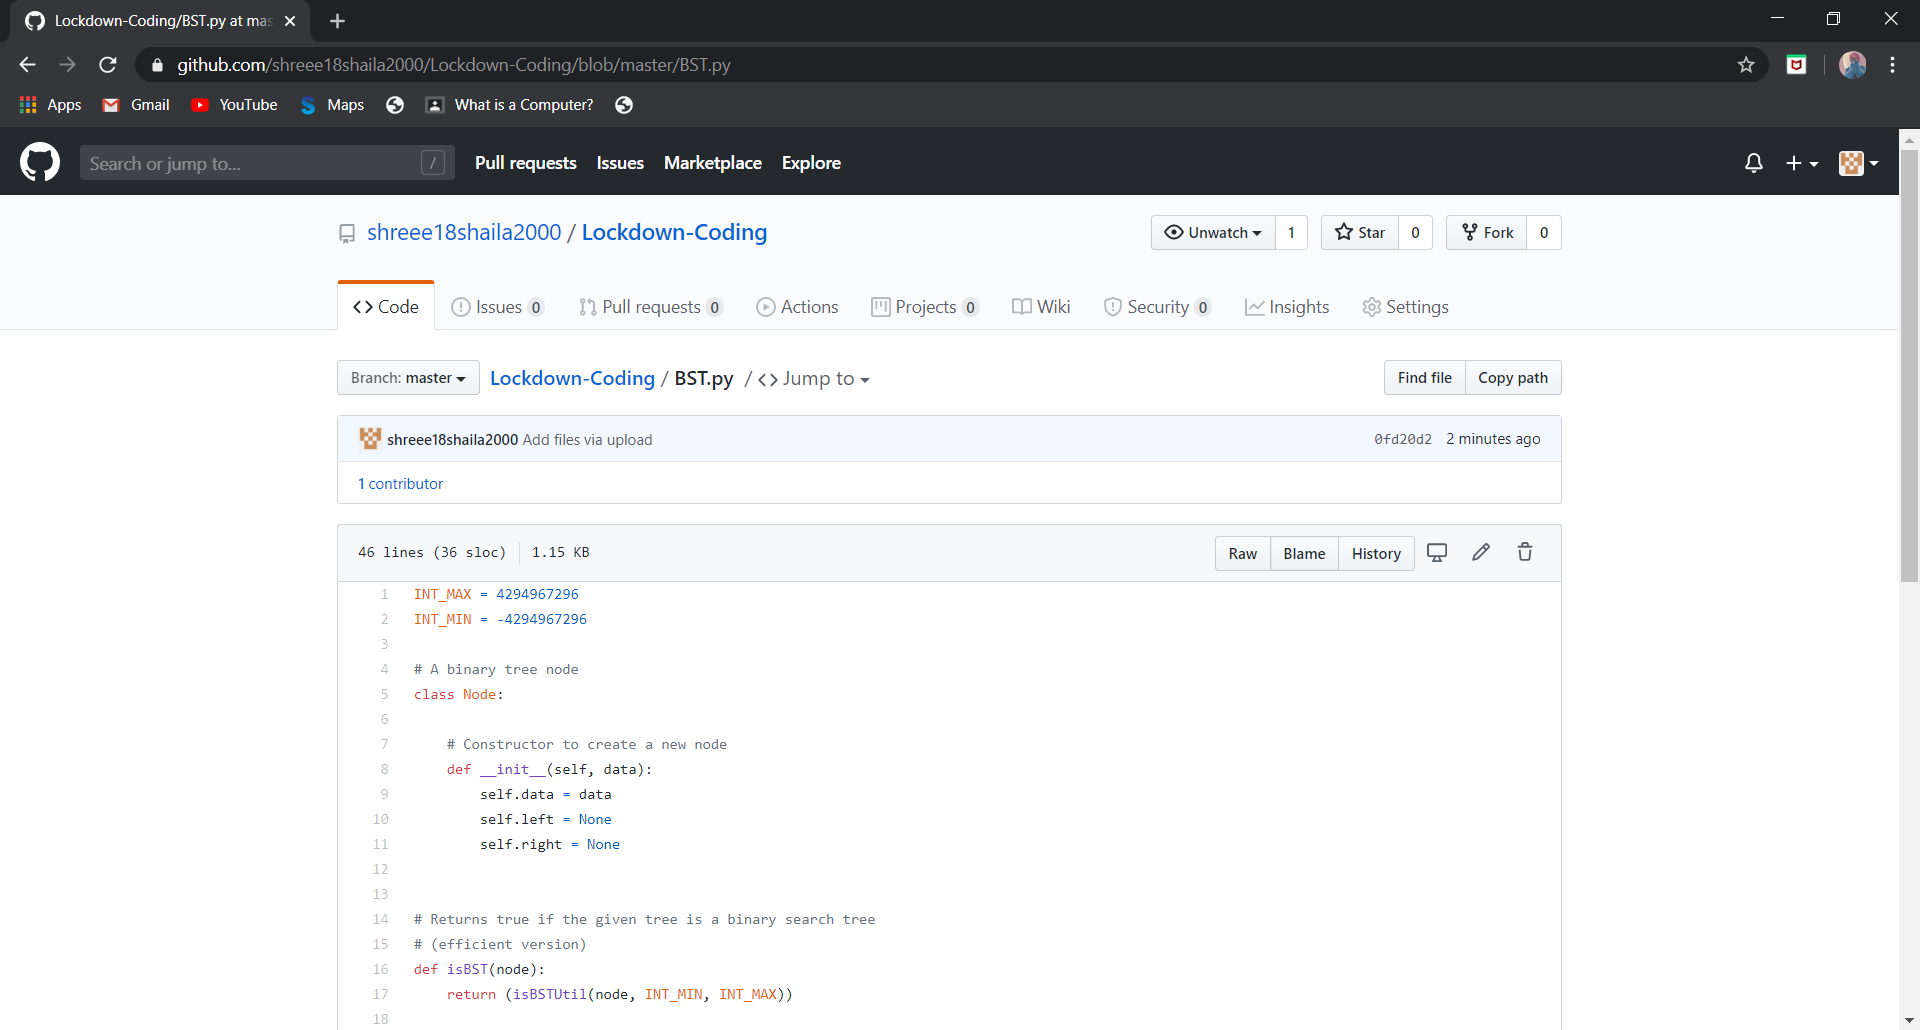 Lockdown-Coding/BST.py at mas
github.com/shreee18shaila2000/Lockdown-Coding/blob/master/BST.py
Apps Gmail YouTube Maps What is a Computer?
Search or jump to... / Pull requests Issues Marketplace Explore
shreee18shaila2000 / Lockdown-Coding Unwatch 1 Star 0 Fork 0
Code Issues 0 Pull requests 0 Actions Projects 0 Wiki Security 0 Insights Settings
Branch: master Lockdown-Coding / BST.py / <> Jump to Find file Copy path
shreee18shaila2000 Add files via upload 0fd20d2 2 minutes ago
1 contributor
46 lines (36 sloc) 1.15 KB Raw Blame History
1 INT_MAX = 4294967296
2 INT_MIN = -4294967296
3
4 # A binary tree node
5 class Node:
6
7 # Constructor to create a new node
8 def __init__(self, data):
9 self.data = data
10 self.left = None
11 self.right = None
12
13
14 # Returns true if the given tree is a binary search tree
15 # (efficient version)
16 def isBST(node):
17 return (isBSTUtil(node, INT_MIN, INT_MAX))
18